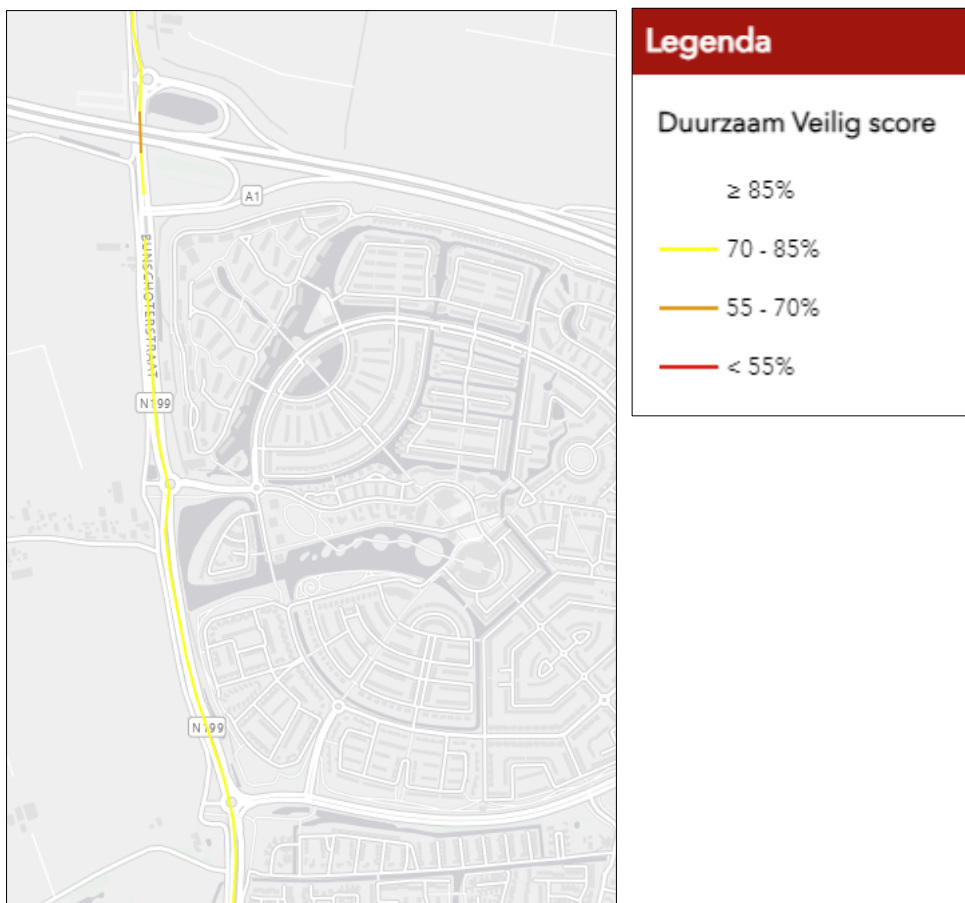 A1
BUNSCHOTERSTRAAT
N199
N199
Legenda
Duurzaam Veilig score
≥ 85%
70 - 85%
55 - 70%
< 55%